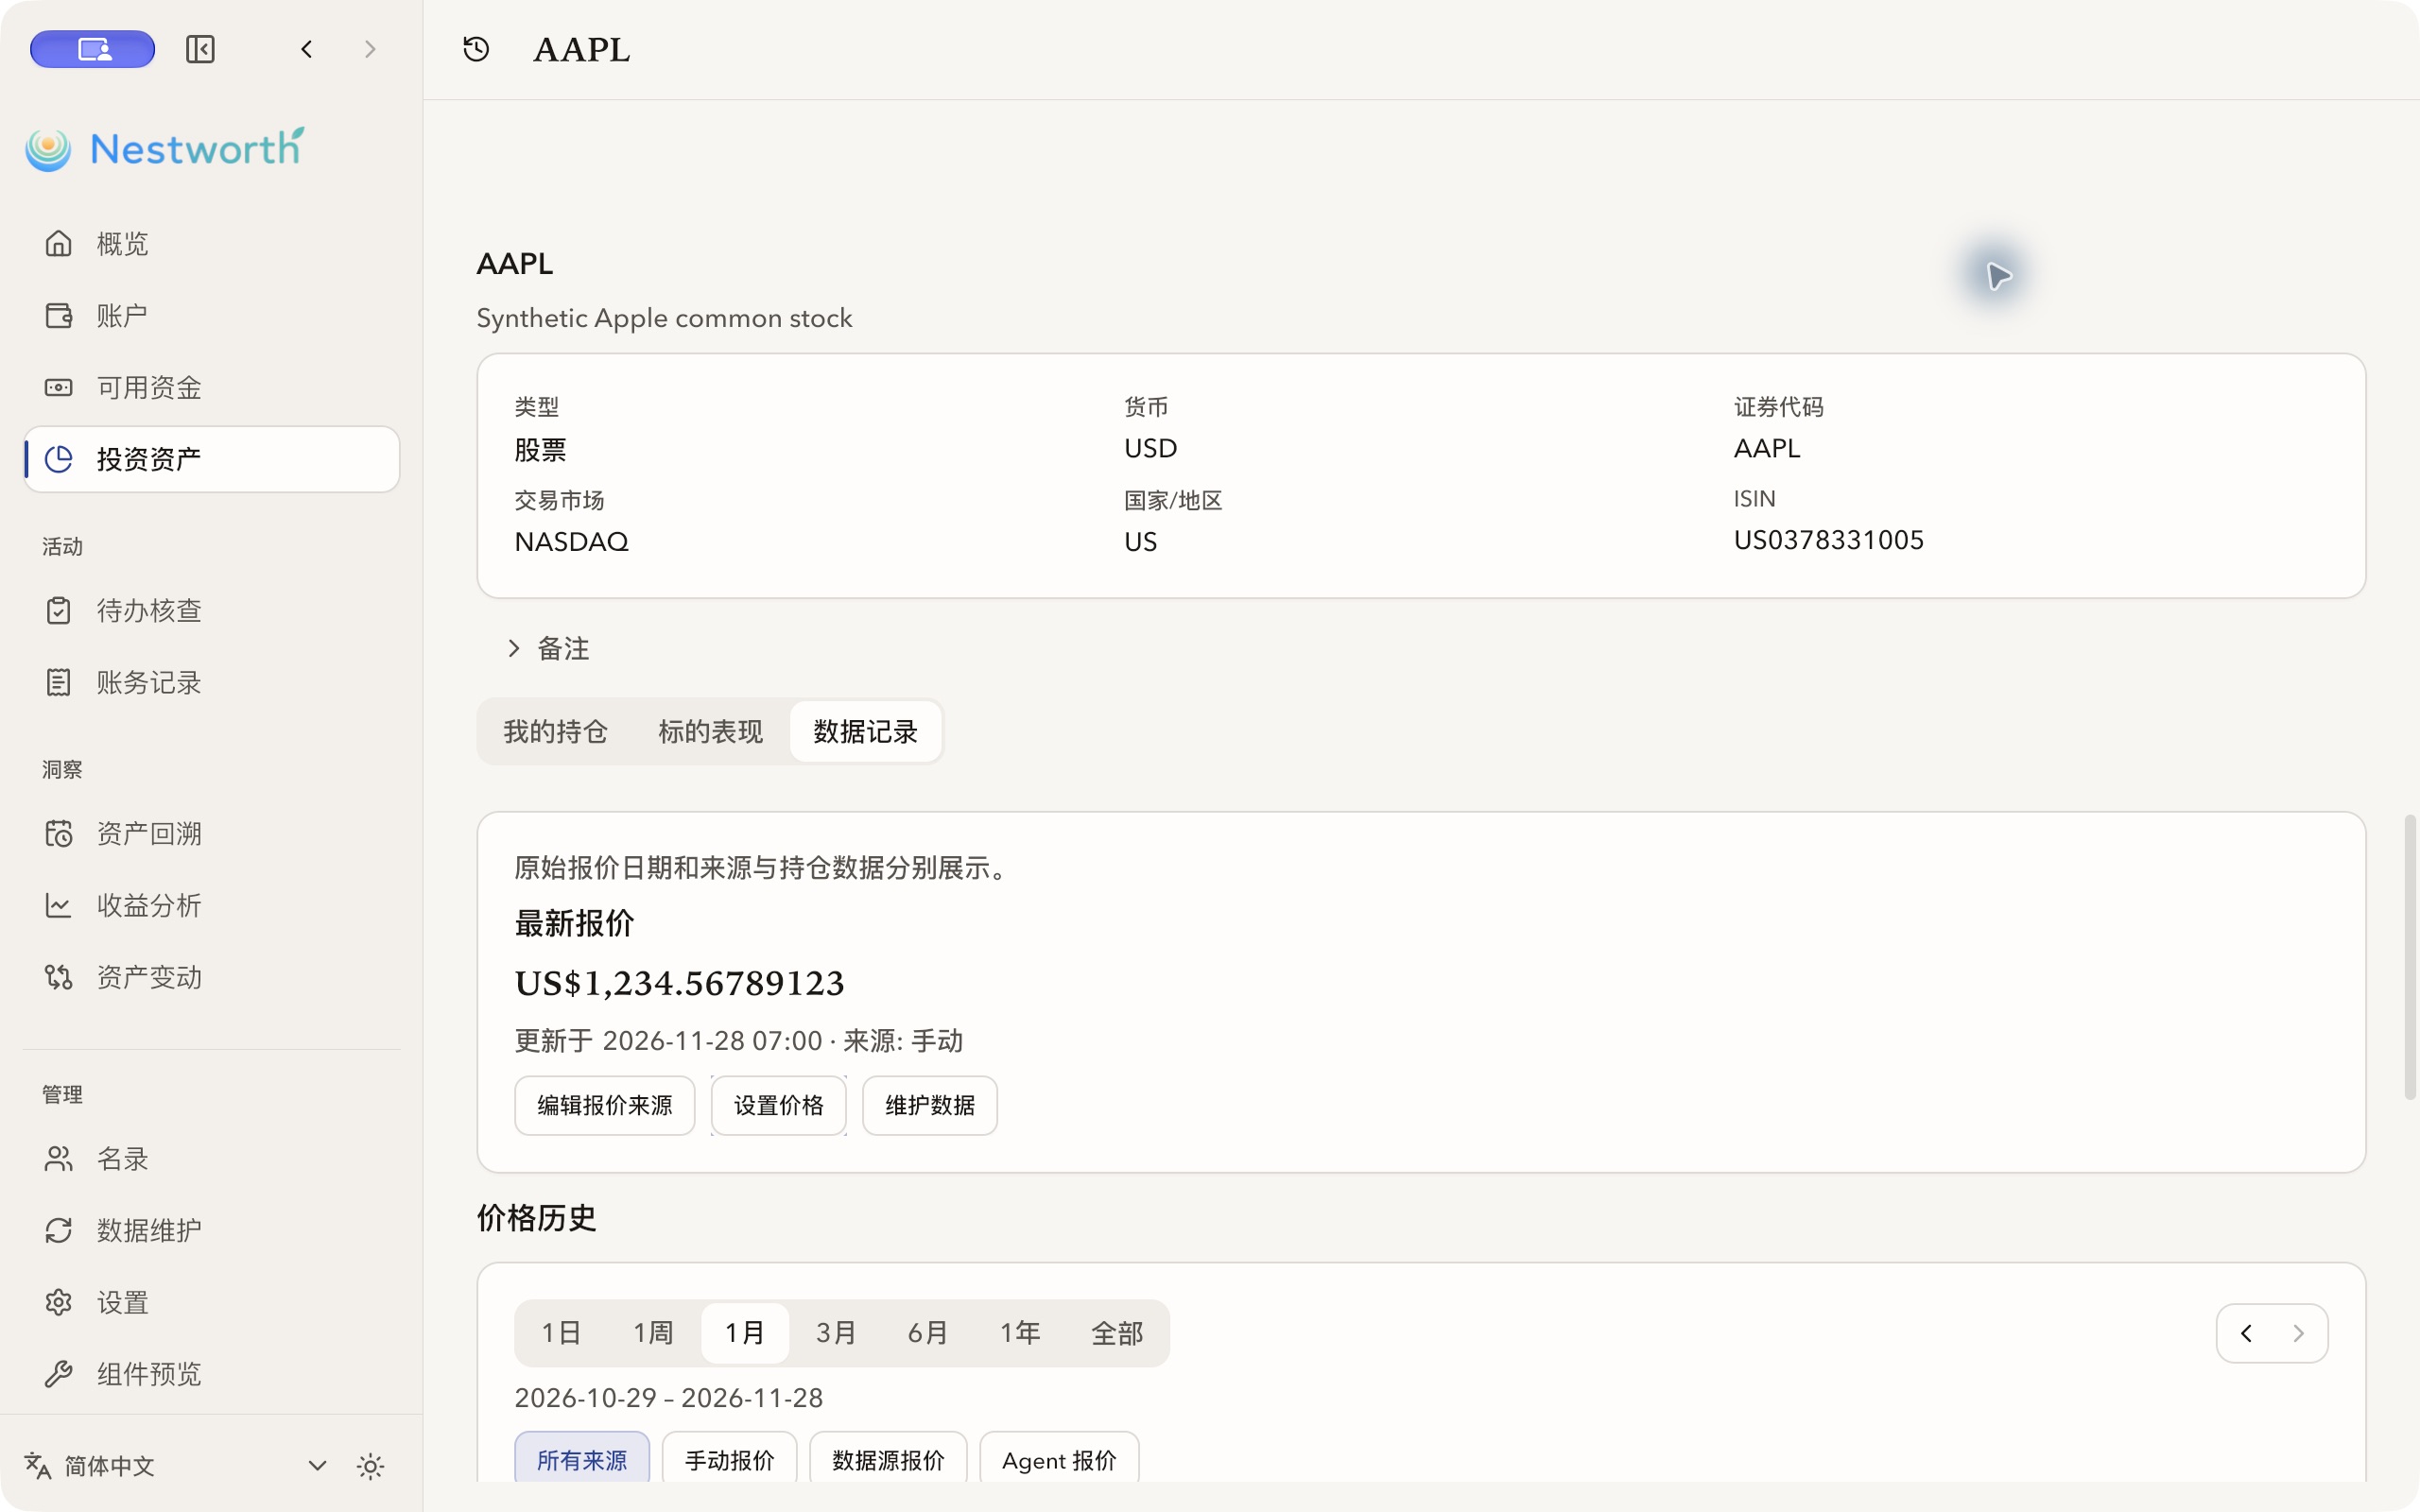 AAPL
Nestworth
概览
账户
可用资金
投资资产
活动
待办核查
账务记录
洞察
资产回溯
收益分析
资产变动
管理
名录
数据维护
设置
组件预览
简体中文
AAPL
Synthetic Apple common stock
类型 货币 证券代码
股票 USD AAPL
交易市场 国家/地区 ISIN
NASDAQ US US0378331005
备注
我的持仓 标的表现 数据记录
原始报价日期和来源与持仓数据分别展示。
最新报价
US$1,234.56789123
更新于 2026-11-28 07:00 · 来源: 手动
编辑报价来源 设置价格 维护数据
价格历史
1日 1周 1月 3月 6月 1年 全部
2026-10-29 – 2026-11-28
所有来源 手动报价 数据源报价 Agent 报价